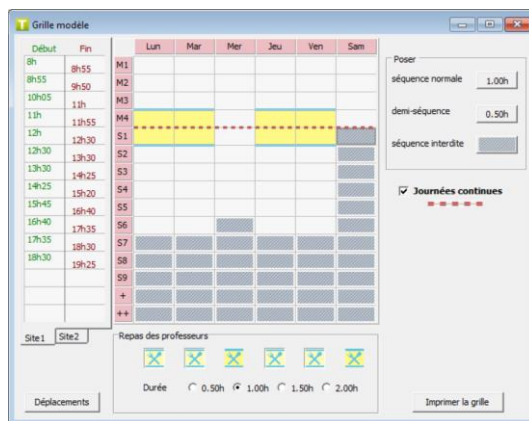 Grille modèle
Début Fin
8h 8h55
8h55 9h50
10h05 11h
11h 11h55
12h 12h30
12h30 13h30
13h30 14h25
14h25 15h20
15h45 16h40
16h40 17h35
17h35 18h30
18h30 19h25
Site1 Site2
Déplacements
Lun Mar Mer Jeu Ven Sam
M1
M2
M3
M4
S1
S2
S3
S4
S5
S6
S7
S8
S9
+
++
Repas des professeurs
Durée 0.50h 1.00h 1.50h 2.00h
Poser
séquence normale 1.00h
demi-séquence 0.50h
séquence interdite
Journées continues
Imprimer la grille